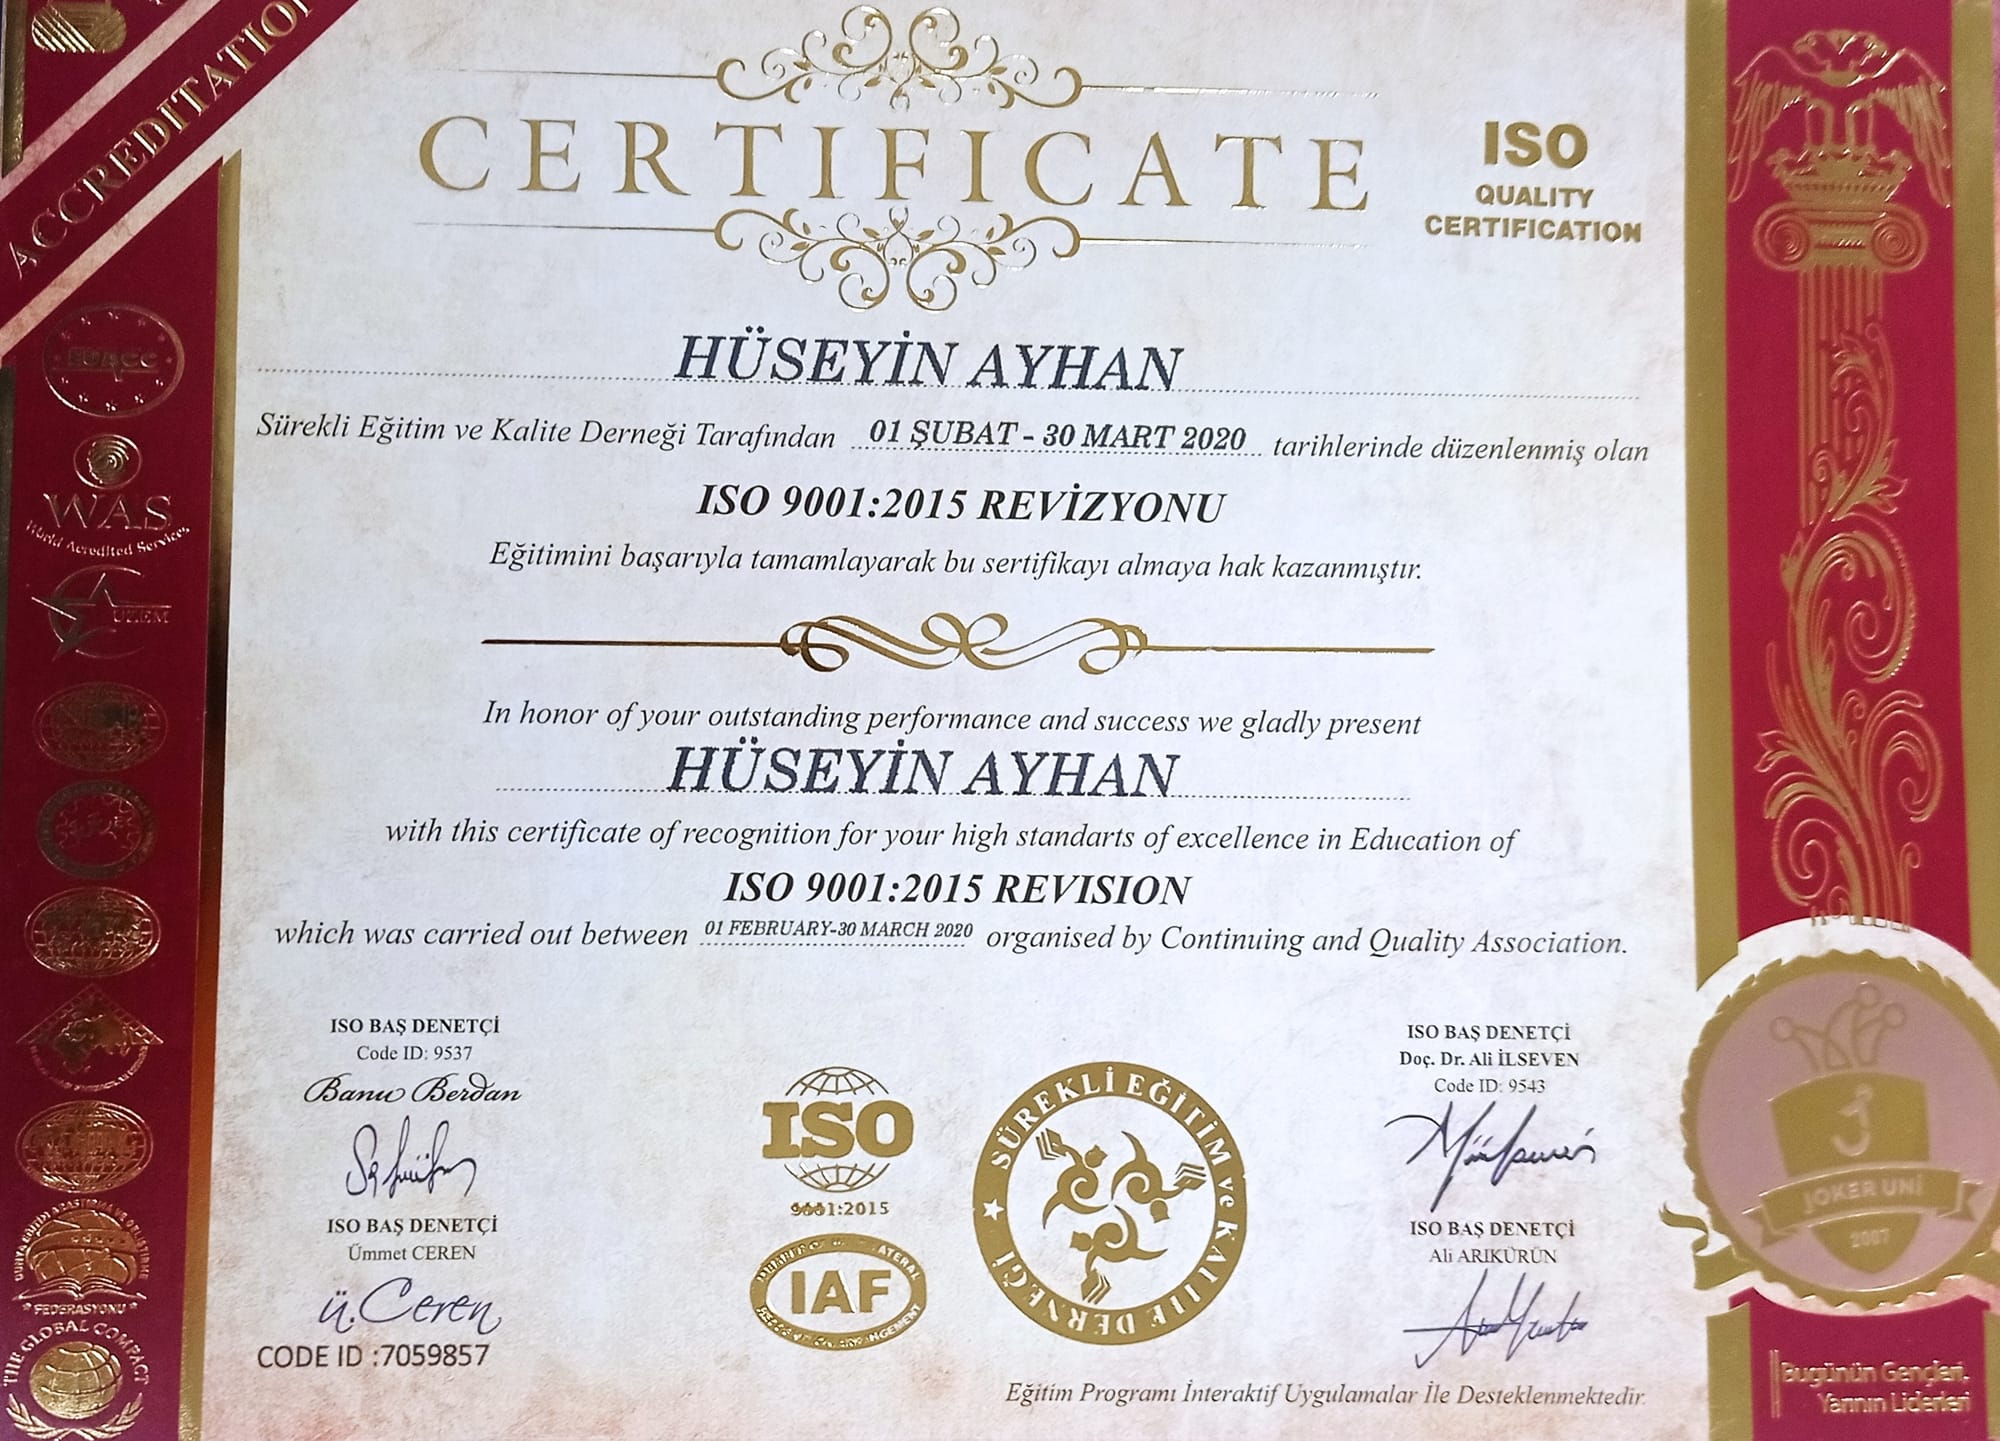 ACCREDITATION
CERTIFICATE
ISO
QUALITY
CERTIFICATION
HÜSEYİN AYHAN
Sürekli Eğitim ve Kalite Derneği Tarafından 01 ŞUBAT - 30 MART 2020 tarihlerinde düzenlenmiş olan
ISO 9001:2015 REVİZYONU
Eğitimini başarıyla tamamlayarak bu sertifikayı almaya hak kazanmıştır.
In honor of your outstanding performance and success we gladly present
HÜSEYİN AYHAN
with this certificate of recognition for your high standarts of excellence in Education of
ISO 9001:2015 REVISION
which was carried out between 01 FEBRUARY-30 MARCH 2020 organised by Continuing and Quality Association.
ISO BAŞ DENETÇİ
Code ID: 9537
Banu Berdan
ISO BAŞ DENETÇİ
Ümmet CEREN
Ü. Ceren
CODE ID :7059857
ISO
9001:2015
IAF
SÜREKLİ EĞİTİM ve KALİTE DERNEĞİ
ISO BAŞ DENETÇİ
Doç. Dr. Ali İLSEVEN
Code ID: 9543
ISO BAŞ DENETÇİ
Ali ARIKÜRÜN
Eğitim Programı İnteraktif Uygulamalar İle Desteklenmektedir.
EUACC
WAS
World Acredited Services
UZEM
FEDERASYONU
THE GLOBAL COMPACT
JOKER UNI
2007
Bugünün Gençleri,
Yarının Liderleri